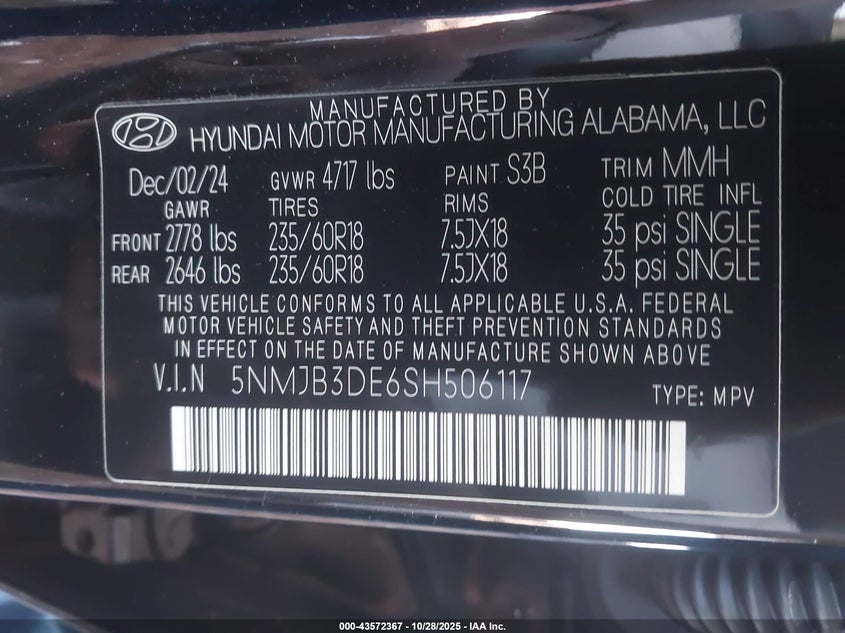 MANUFACTURED BY
HYUNDAI MOTOR MANUFACTURING ALABAMA, LLC
Dec/02/24 GVWR 4717 lbs PAINT S3B TRIM MMH
GAWR TIRES RIMS COLD TIRE INFL
FRONT 2778 lbs 235/60R18 7.5JX18 35 psi SINGLE
REAR 2646 lbs 235/60R18 7.5JX18 35 psi SINGLE
THIS VEHICLE CONFORMS TO ALL APPLICABLE U.S.A. FEDERAL
MOTOR VEHICLE SAFETY AND THEFT PREVENTION STANDARDS
IN EFFECT ON THE DATE OF MANUFACTURE SHOWN ABOVE
V.I.N 5NMJB3DE6SH506117 TYPE: MPV
000-43572367 - 10/28/2025 - IAA Inc.